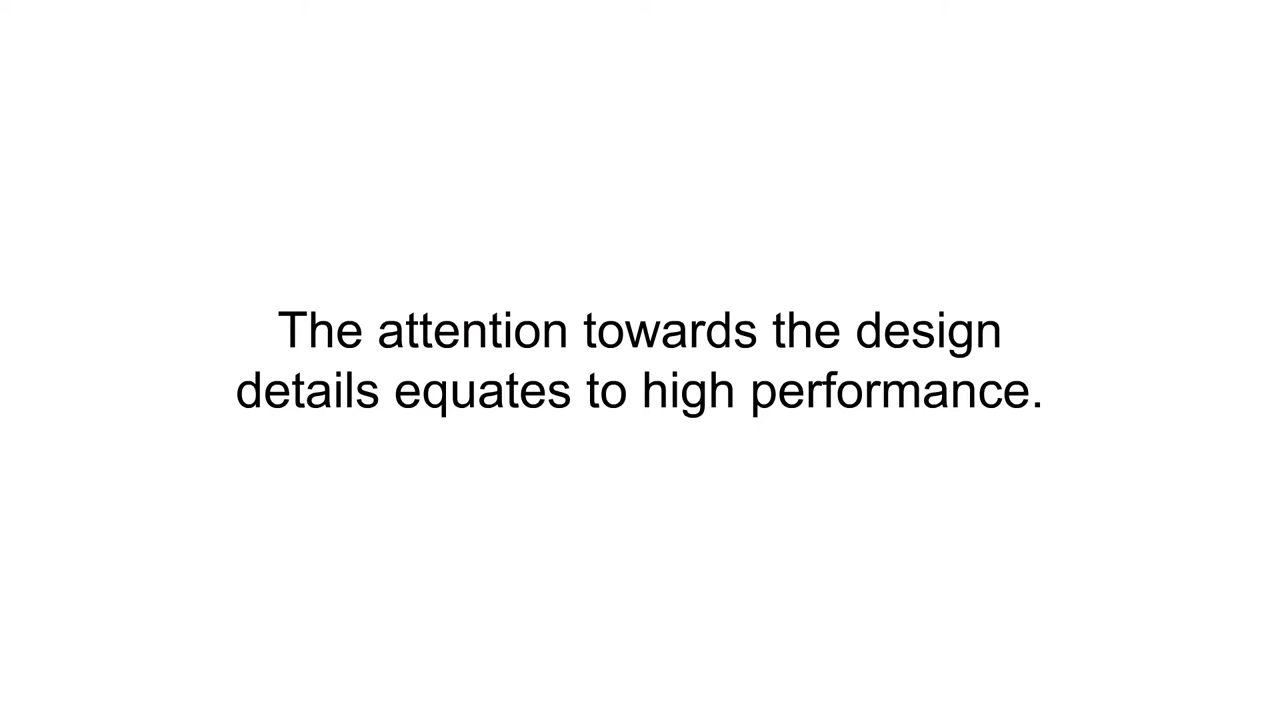 The attention towards the design
details equates to high performance.